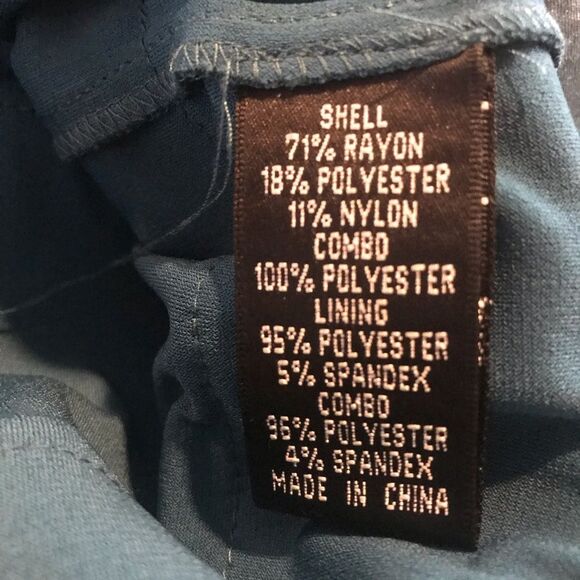 SHELL
71% RAYON
18% POLYESTER
11% NYLON
COMBO
100% POLYESTER
LINING
95% POLYESTER
5% SPANDEX
COMBO
96% POLYESTER
4% SPANDEX
MADE IN CHINA